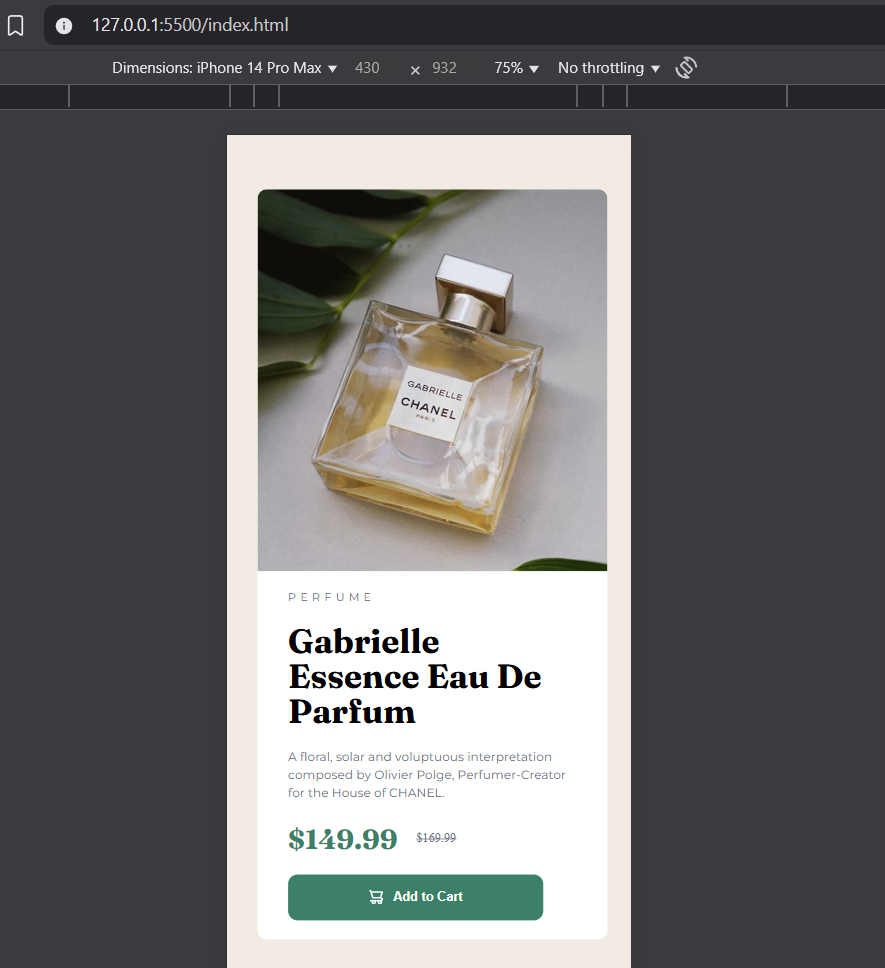 127.0.0.1:5500/index.html
Dimensions: iPhone 14 Pro Max ▼ 430 × 932 75% ▼ No throttling ▼
GABRIELLE
CHANEL
PARIS
PERFUME
Gabrielle
Essence Eau De
Parfum
A floral, solar and voluptuous interpretation
composed by Olivier Polge, Perfumer-Creator
for the House of CHANEL.
$149.99 $169.99
Add to Cart